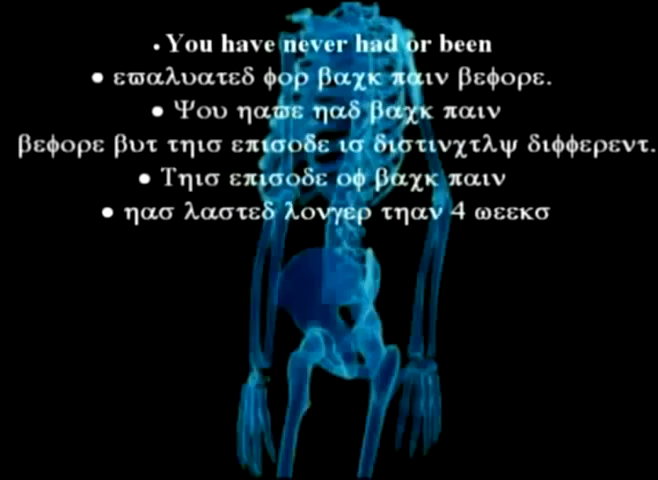 • You have never had or been
• εϖαλυατεδ φορ βαχκ παιν βεφορε.
• Ψου ηαϖε ηαδ βαχκ παιν
βεφορε βυτ τηισ επισοδε ισ διστινχτλψ διφφερεντ.
• Τηισ επισοδε οφ βαχκ παιν
• ηασ λαστεδ λονγερ τηαν 4 ωεεκσ